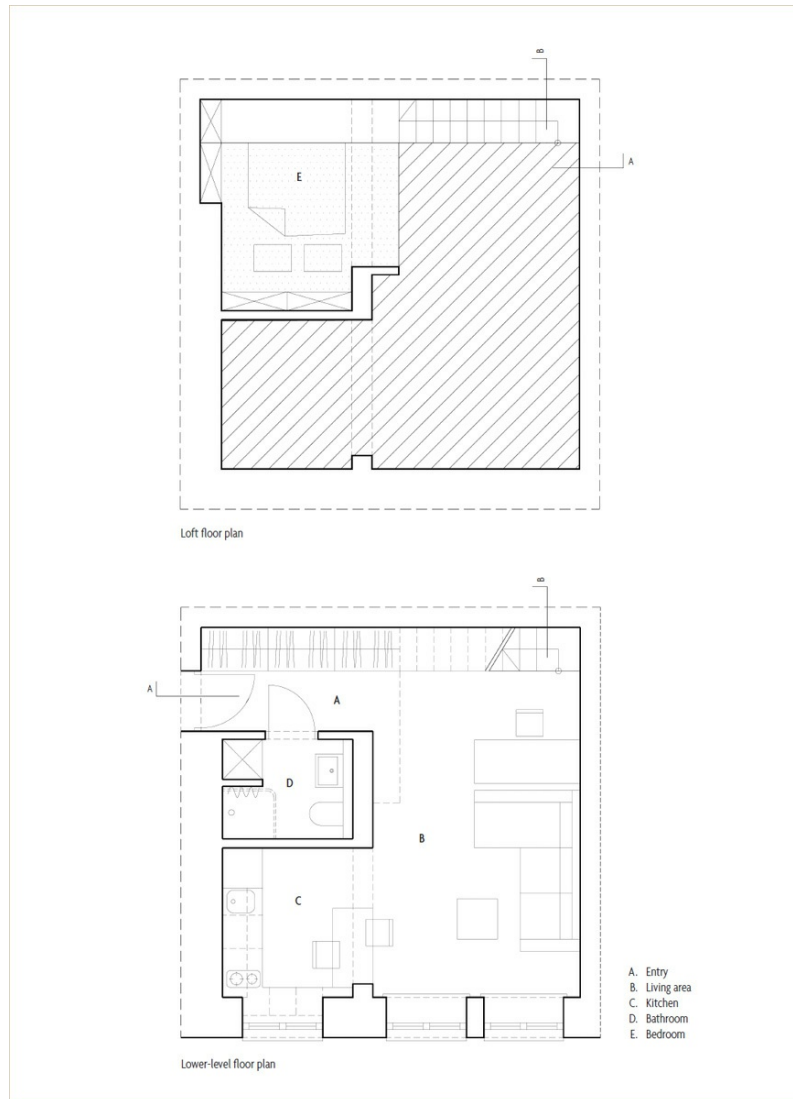 B
A
E
Loft floor plan
B
A
A
D
B
C
A. Entry
B. Living area
C. Kitchen
D. Bathroom
E. Bedroom
Lower-level floor plan